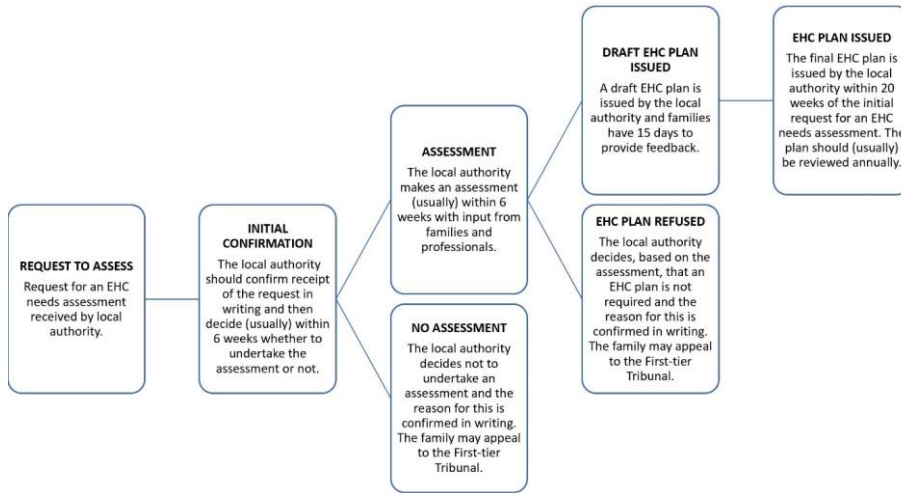 REQUEST TO ASSESS
Request for an EHC
needs assessment
received by local
authority.
INITIAL
CONFIRMATION
The local authority
should confirm receipt
of the request in
writing and then
decide (usually) within
6 weeks whether to
undertake the
assessment or not.
ASSESSMENT
The local authority
makes an assessment
(usually) within 6
weeks with input from
families and
professionals.
NO ASSESSMENT
The local authority
decides not to
undertake an
assessment and the
reason for this is
confirmed in writing.
The family may appeal
to the First-tier
Tribunal.
DRAFT EHC PLAN
ISSUED
A draft EHC plan is
issued by the local
authority and families
have 15 days to
provide feedback.
EHC PLAN REFUSED
The local authority
decides, based on the
assessment, that an
EHC plan is not
required and the
reason for this is
confirmed in writing.
The family may appeal
to the First-tier
Tribunal.
EHC PLAN ISSUED
The final EHC plan is
issued by the local
authority within 20
weeks of the initial
request for an EHC
needs assessment. The
plan should (usually)
be reviewed annually.